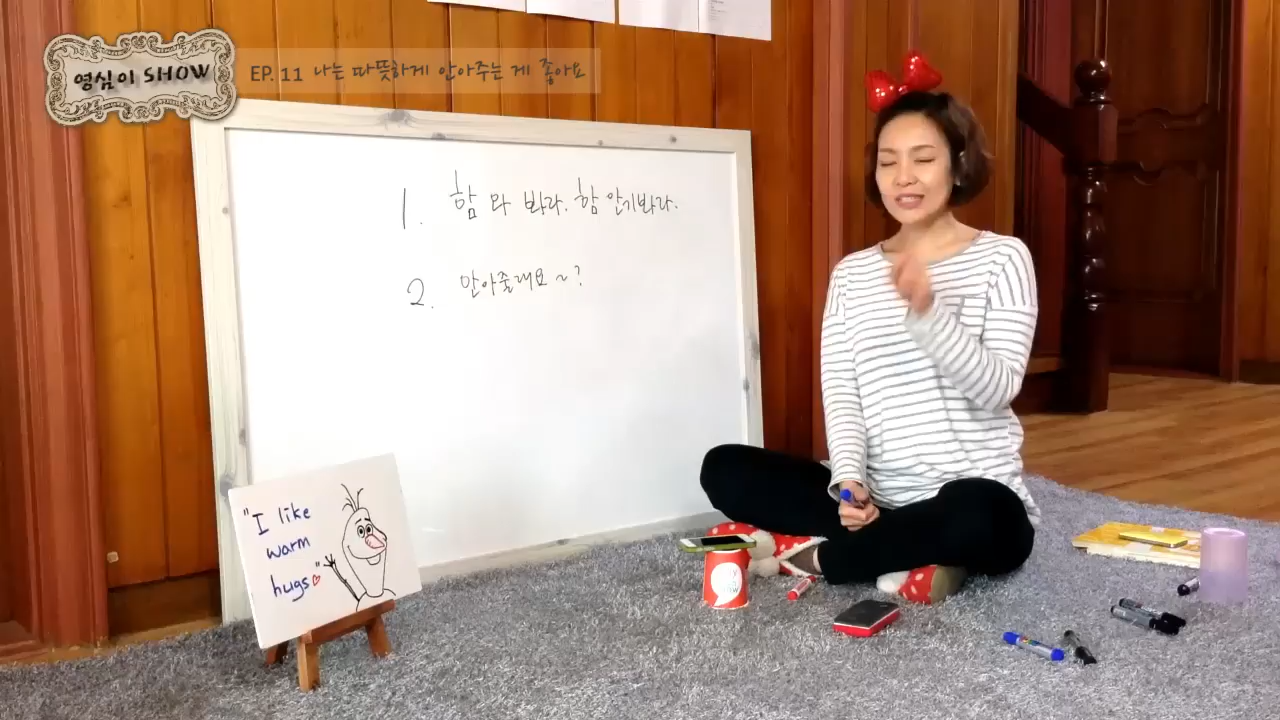 영심이 SHOW
EP. 11 나는 따뜻하게 안아주는 게 좋아요
1. 함 와 봐라. 함 안기봐라.
2. 안아줄래요~?
"I like
warm
hugs"